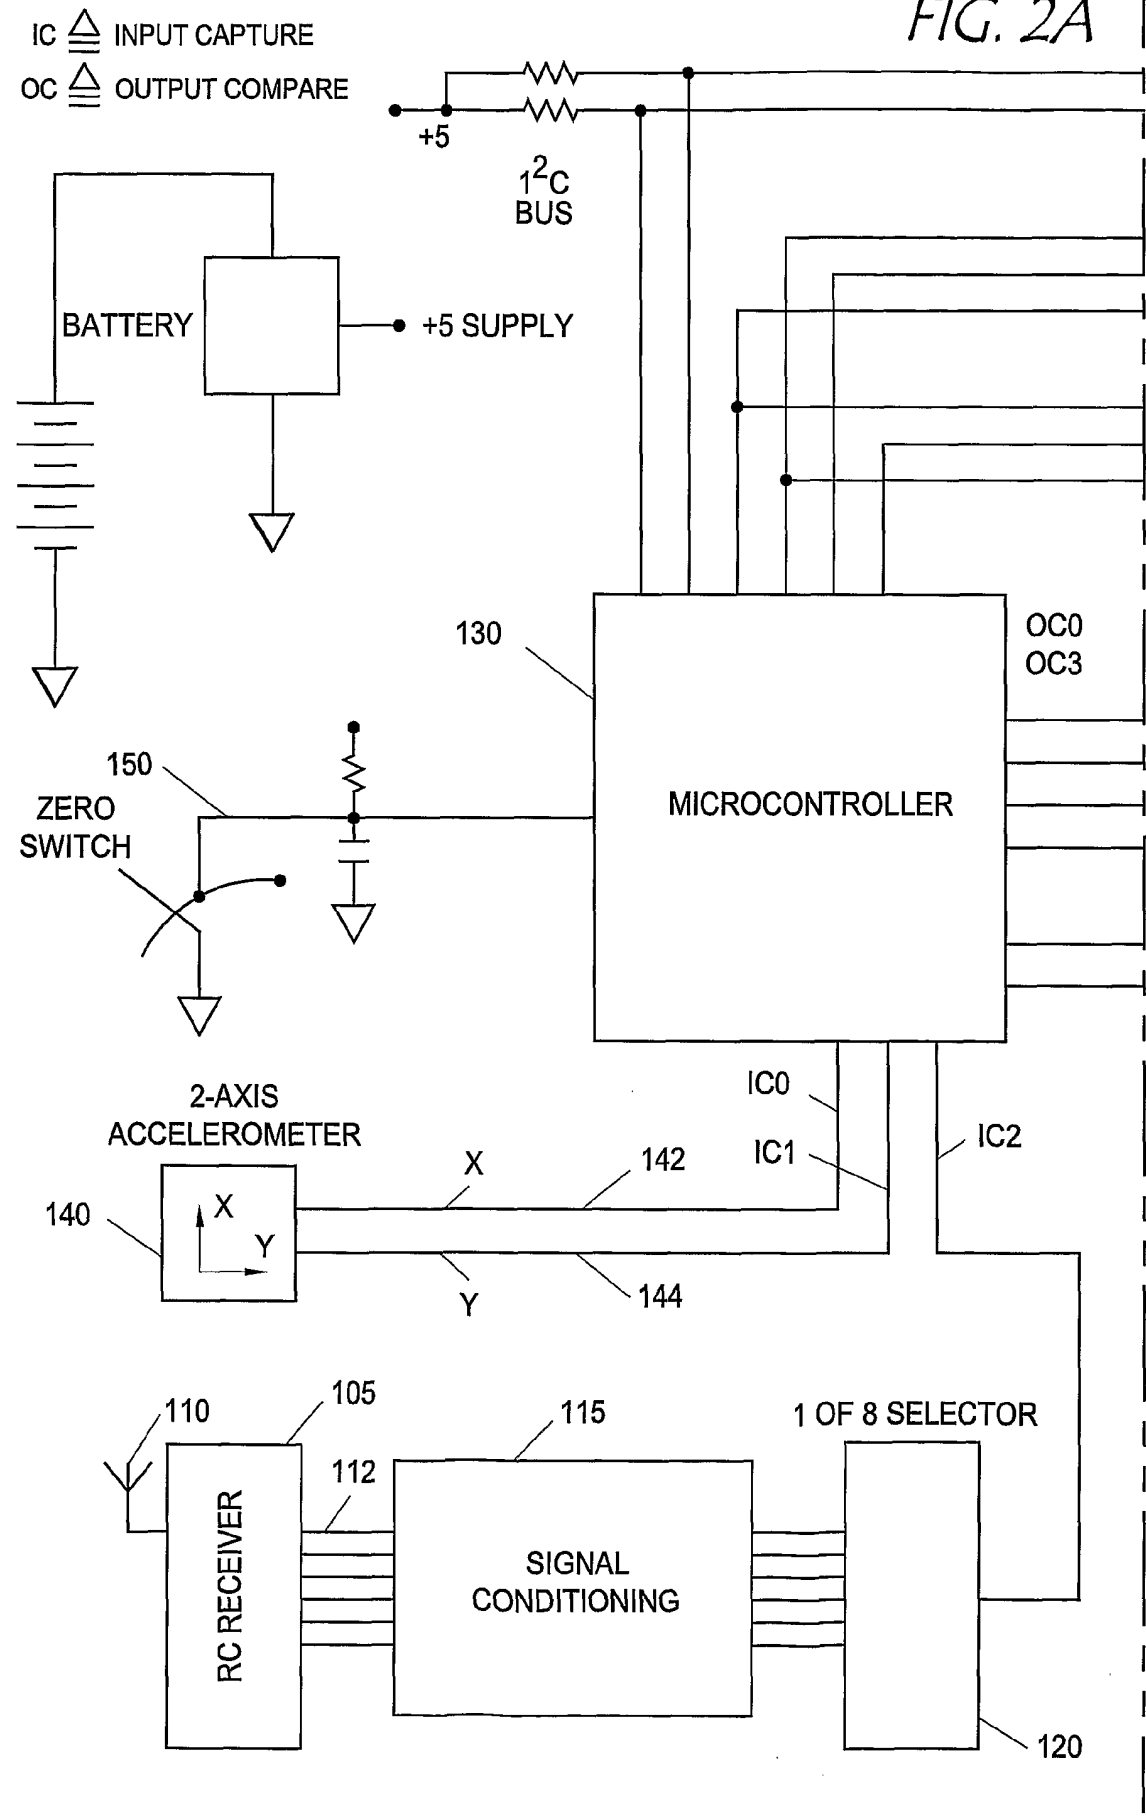 FIG. 2A
IC ≜ INPUT CAPTURE
OC ≜ OUTPUT COMPARE
+5
1²C
BUS
BATTERY
+5 SUPPLY
130
OC0
OC3
150
ZERO
SWITCH
MICROCONTROLLER
2-AXIS
ACCELEROMETER
IC0
IC1
IC2
X
142
140
X
Y
Y
144
110
105
115
1 OF 8 SELECTOR
112
RC RECEIVER
SIGNAL
CONDITIONING
120